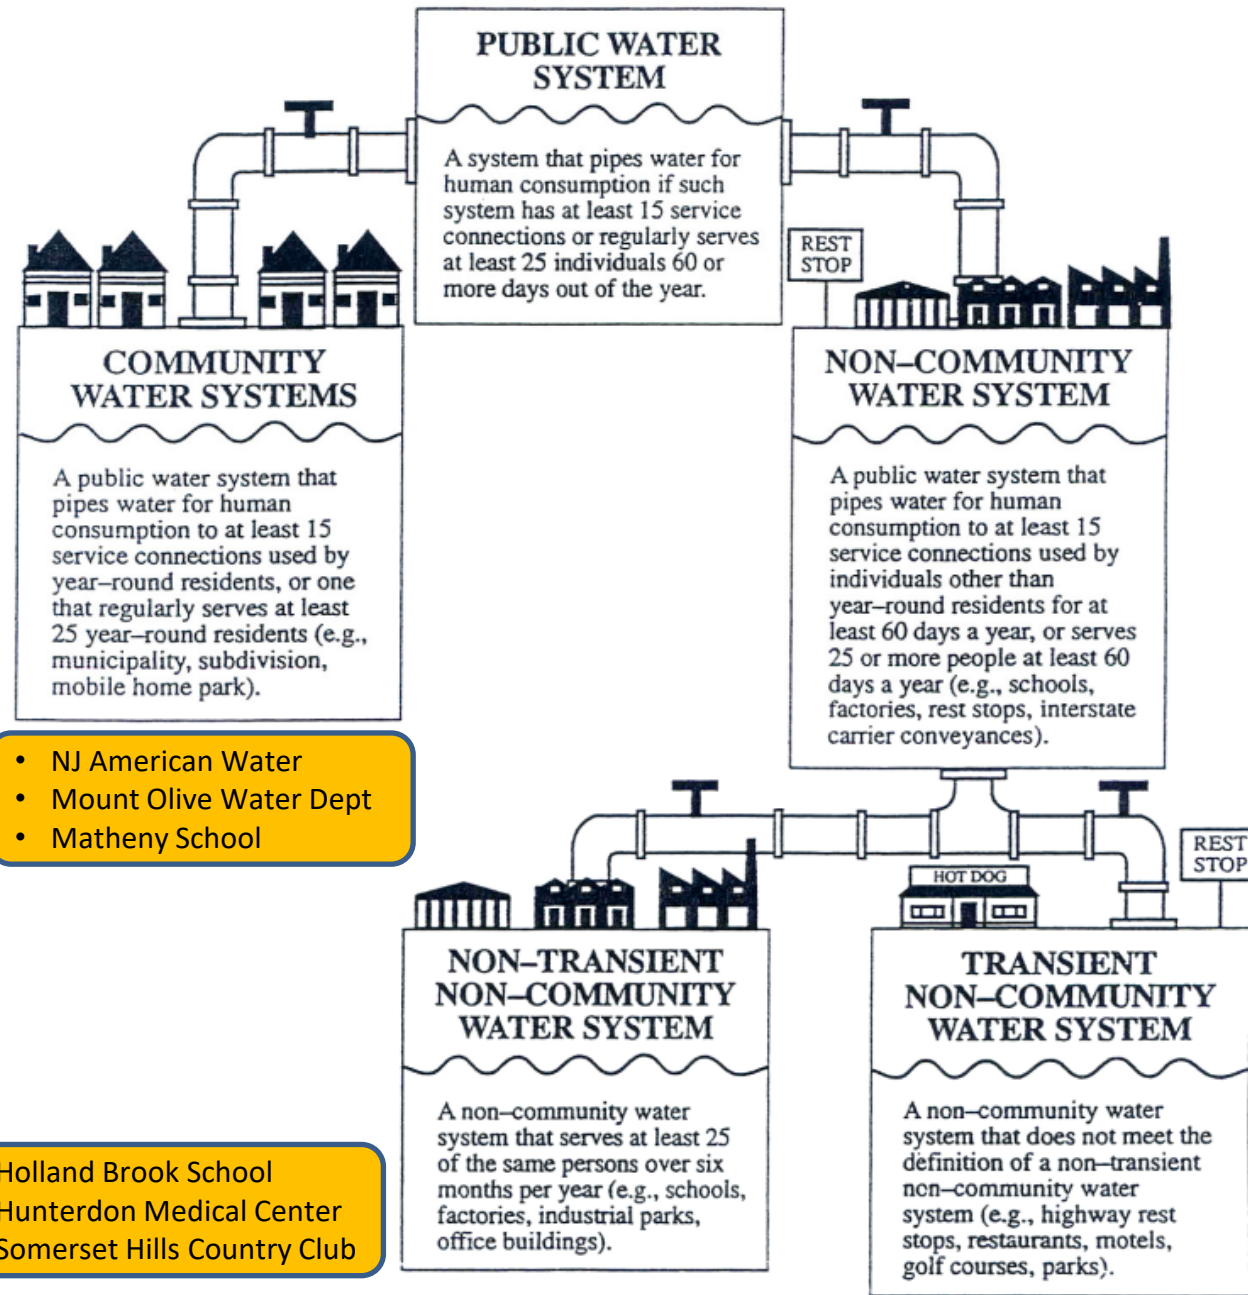 PUBLIC WATER
SYSTEM
A system that pipes water for
human consumption if such
system has at least 15 service
connections or regularly serves
at least 25 individuals 60 or
more days out of the year.
REST
STOP
COMMUNITY
WATER SYSTEMS
A public water system that
pipes water for human
consumption to at least 15
service connections used by
year–round residents, or one
that regularly serves at least
25 year–round residents (e.g.,
municipality, subdivision,
mobile home park).
NON–COMMUNITY
WATER SYSTEM
A public water system that
pipes water for human
consumption to at least 15
service connections used by
individuals other than
year–round residents for at
least 60 days a year, or serves
25 or more people at least 60
days a year (e.g., schools,
factories, rest stops, interstate
carrier conveyances).
• NJ American Water
• Mount Olive Water Dept
• Matheny School
REST
STOP
HOT DOG
NON–TRANSIENT
NON–COMMUNITY
WATER SYSTEM
A non–community water
system that serves at least 25
of the same persons over six
months per year (e.g., schools,
factories, industrial parks,
office buildings).
Holland Brook School
Hunterdon Medical Center
Somerset Hills Country Club
TRANSIENT
NON–COMMUNITY
WATER SYSTEM
A non–community water
system that does not meet the
definition of a non–transient
non–community water
system (e.g., highway rest
stops, restaurants, motels,
golf courses, parks).